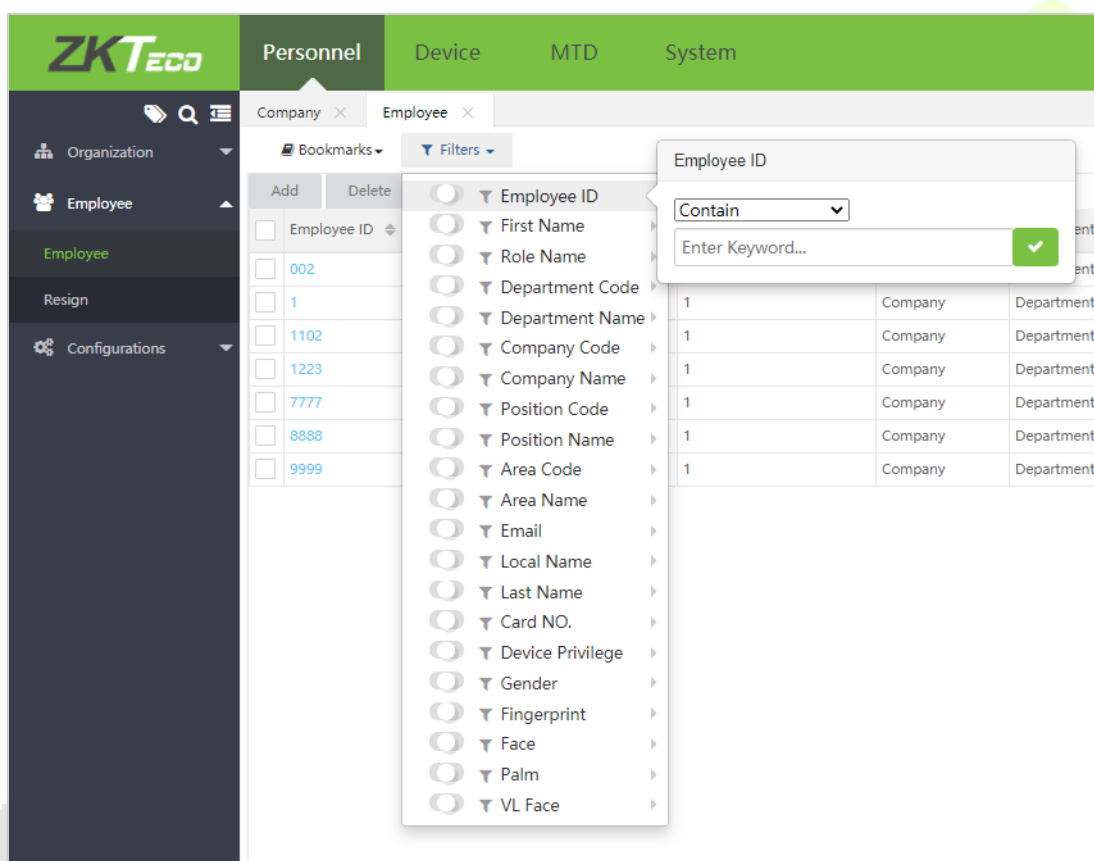 ZKTECO
Personnel Device MTD System
Company Employee
Organization
Employee
Employee
Resign
Configurations
Bookmarks Filters
Add Delete
Employee ID
002
1 1 Company Department
1102 1 Company Department
1223 1 Company Department
7777 1 Company Department
8888 1 Company Department
9999 1 Company Department
Employee ID
First Name
Role Name
Department Code
Department Name
Company Code
Company Name
Position Code
Position Name
Area Code
Area Name
Email
Local Name
Last Name
Card NO.
Device Privilege
Gender
Fingerprint
Face
Palm
VL Face
Employee ID
Contain
Enter Keyword...
ent
ent